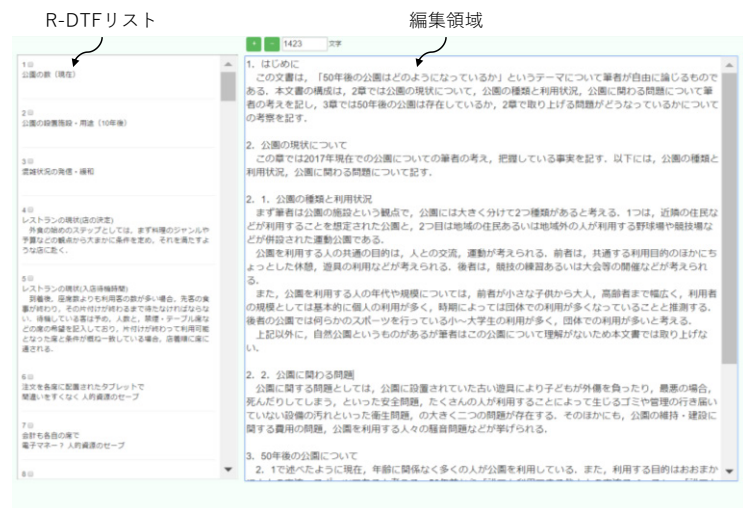 R-DTFリスト
編集領域
+ - 1423 文字
1
公園の数（現在）
2
公園の設置施設・用途（10年後）
3
混雑状況の発信・緩和
4
レストランの現状(店の決定)
外食の始めのステップとしては，まず料理のジャンルや
予算などの観点から大まかに条件を定め，それを満たすよ
うな店に赴く．
5
レストランの現状(入店待機時間)
到着後，座席数よりも利用客の数が多い場合，先客の食
事が終わり，その片付けが終わるまで待たなければならな
い．待機している客は予め，人数と，禁煙・テーブル席な
どの席の希望を記入しており，片付けが終わって利用可能
となった席と条件が概ね一致している場合，店着順に席に
通される．
6
注文を各席に配置されたタブレットで
間違いをすくなく 人的資源のセーブ
7
会計も各自の席で
電子マネー？ 人的資源のセーブ
8
1．はじめに
この文書は，「50年後の公園はどのようになっているか」というテーマについて筆者が自由に論じるもので
ある．本文書の構成は，2章では公園の現状について，公園の種類と利用状況，公園に関わる問題について筆
者の考えを記し，3章では50年後の公園は存在しているか，2章で取り上げる問題がどうなっているかについて
の考察を記す．
2．公園の現状について
この章では2017年現在での公園についての筆者の考え，把握している事実を記す．以下には，公園の種類と
利用状況，公園に関わる問題について記す．
2．1．公園の種類と利用状況
まず筆者は公園の施設という観点で，公園には大きく分けて2つ種類があると考える．1つは，近隣の住民な
どが利用することを想定された公園と，2つ目は地域の住民あるいは地域外の人が利用する野球場や競技場な
どが併設された運動公園である．
公園を利用する人の共通の目的は，人との交流，運動が考えられる．前者は，共通する利用目的のほかにち
ょっとした休憩，遊具の利用などが考えられる．後者は，競技の練習あるいは大会等の開催などが考えられ
る．
また，公園を利用する人の年代や規模については，前者が小さな子供から大人，高齢者まで幅広く，利用者
の規模としては基本的に個人の利用が多く，時期によっては団体での利用が多くなっていることと推測する．
後者の公園では何らかのスポーツを行っている小～大学生の利用が多く，団体での利用が多いと考える．
上記以外に，自然公園というものがあるが筆者はこの公園について理解がないため本文書では取り上げな
い．
2．2．公園に関わる問題
公園に関する問題としては，公園に設置されていた古い遊具により子どもが外傷を負ったり，最悪の場合，
死んだりしてしまう，といった安全問題，たくさんの人が利用することによって生じるゴミや管理の行き届い
ていない設備の汚れといった衛生問題，の大きく二つの問題が存在する．そのほかにも，公園の維持・建設に
関する費用の問題，公園を利用する人々の騒音問題などが挙げられる．
3．50年後の公園について
2．1で述べたように現在，年齢に関係なく多くの人が公園を利用している．また，利用する目的はおおまか